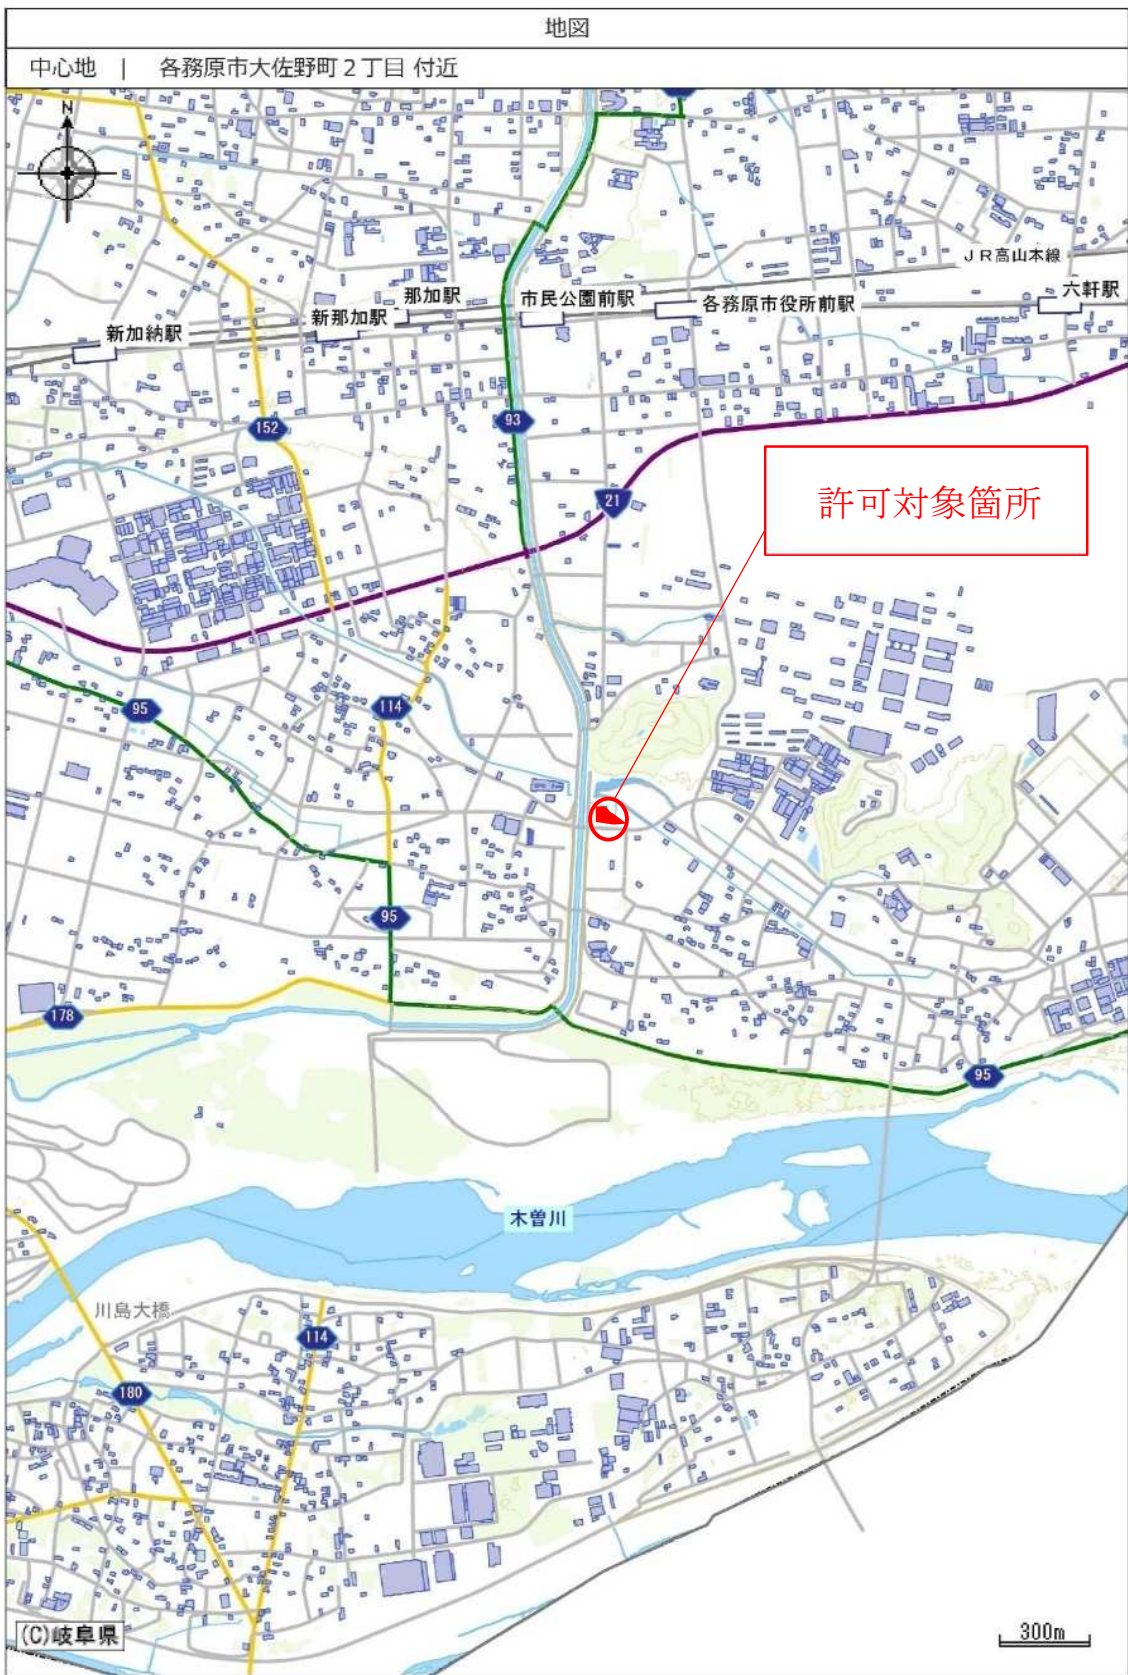 地図
中心地 | 各務原市大佐野町２丁目 付近
N
ＪＲ高山本線
六軒駅
那加駅
市民公園前駅
各務原市役所前駅
新那加駅
新加納駅
152
93
21
許可対象箇所
95
114
95
178
95
木曽川
川島大橋
114
180
(C)岐阜県
300m